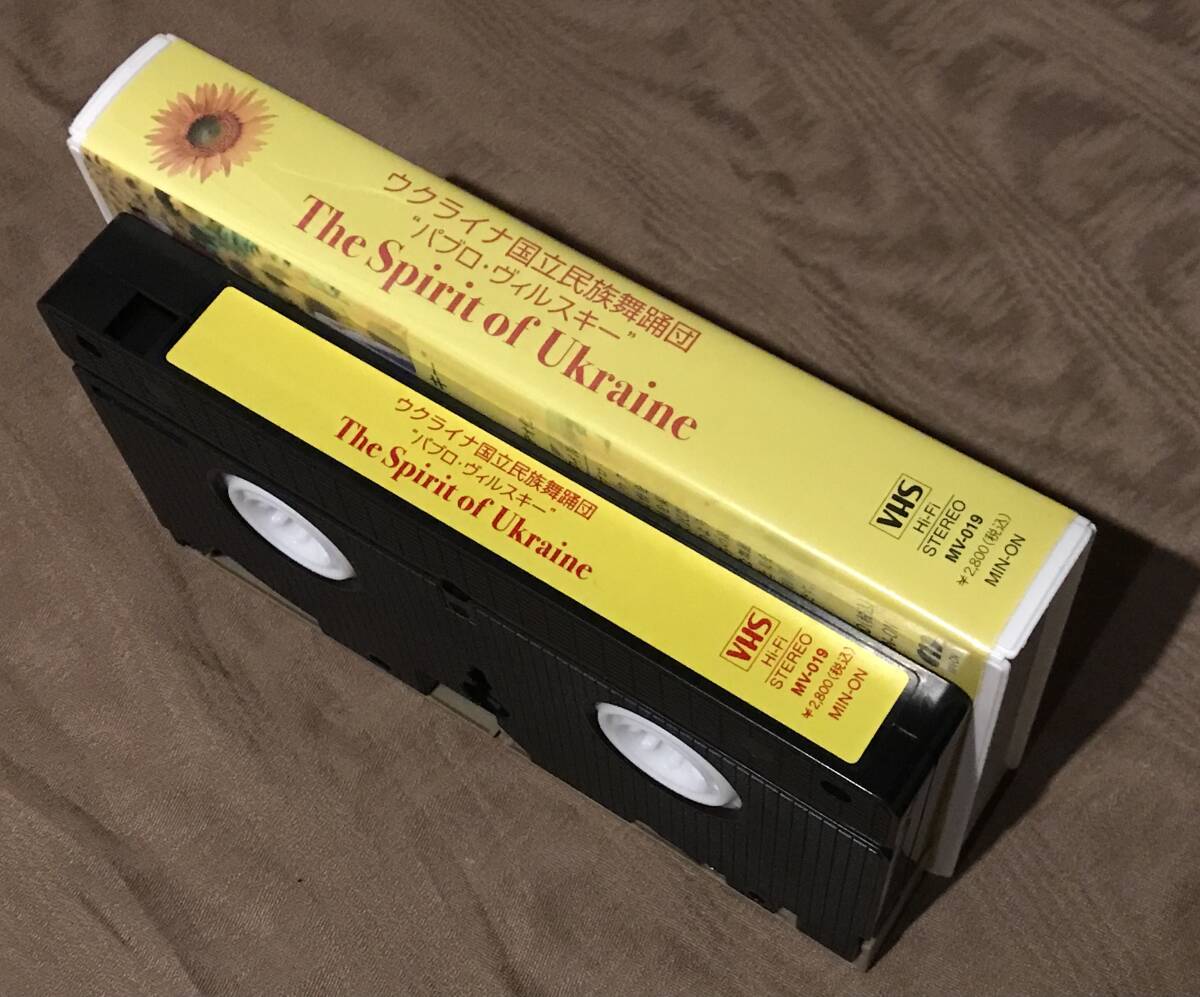 ウクライナ国立民族舞踊団
“パブロ・ヴィルスキー”
The Spirit of Ukraine
VHS
Hi-Fi
STEREO
MV-019
¥2,800(税込)
MIN-ON
ウクライナ国立民族舞踊団
“パブロ・ヴィルスキー”
The Spirit of Ukraine
VHS
Hi-Fi
STEREO
MV-019
¥2,800(税込)
MIN-ON